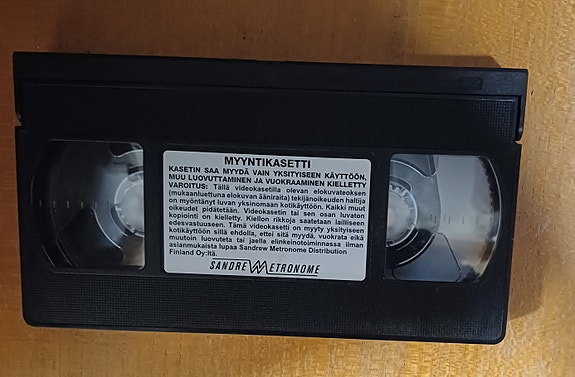 MYYNTIKASETTI
KASETIN SAA MYYDÄ VAIN YKSITYISEEN KÄYTTÖÖN,
MUU LUOVUTTAMINEN JA VUOKRAAMINEN KIELLETTY
VAROITUS: Tällä videokasetilla olevan elokuvateoksen
(mukaanluettuna elokuvan ääniraita) tekijänoikeuden haltija
on myöntänyt luvan yksinomaan kotikäyttöön. Kaikki muut
oikeudet pidätetään. Videokasetin tai sen osan luvaton
kopiointi on kielletty. Kiellon rikkoja saatetaan lailliseen
edesvastuuseen. Tämä videokasetti on myyty yksityiseen
kotikäyttöön sillä ehdolla, ettei sitä myydä, vuokrata eikä
muutoin luovuteta tai jaella elinkeinotoiminnassa ilman
asianmukaista lupaa Sandrew Metronome Distribution
Finland Oy:ltä.
SANDREW METRONOME